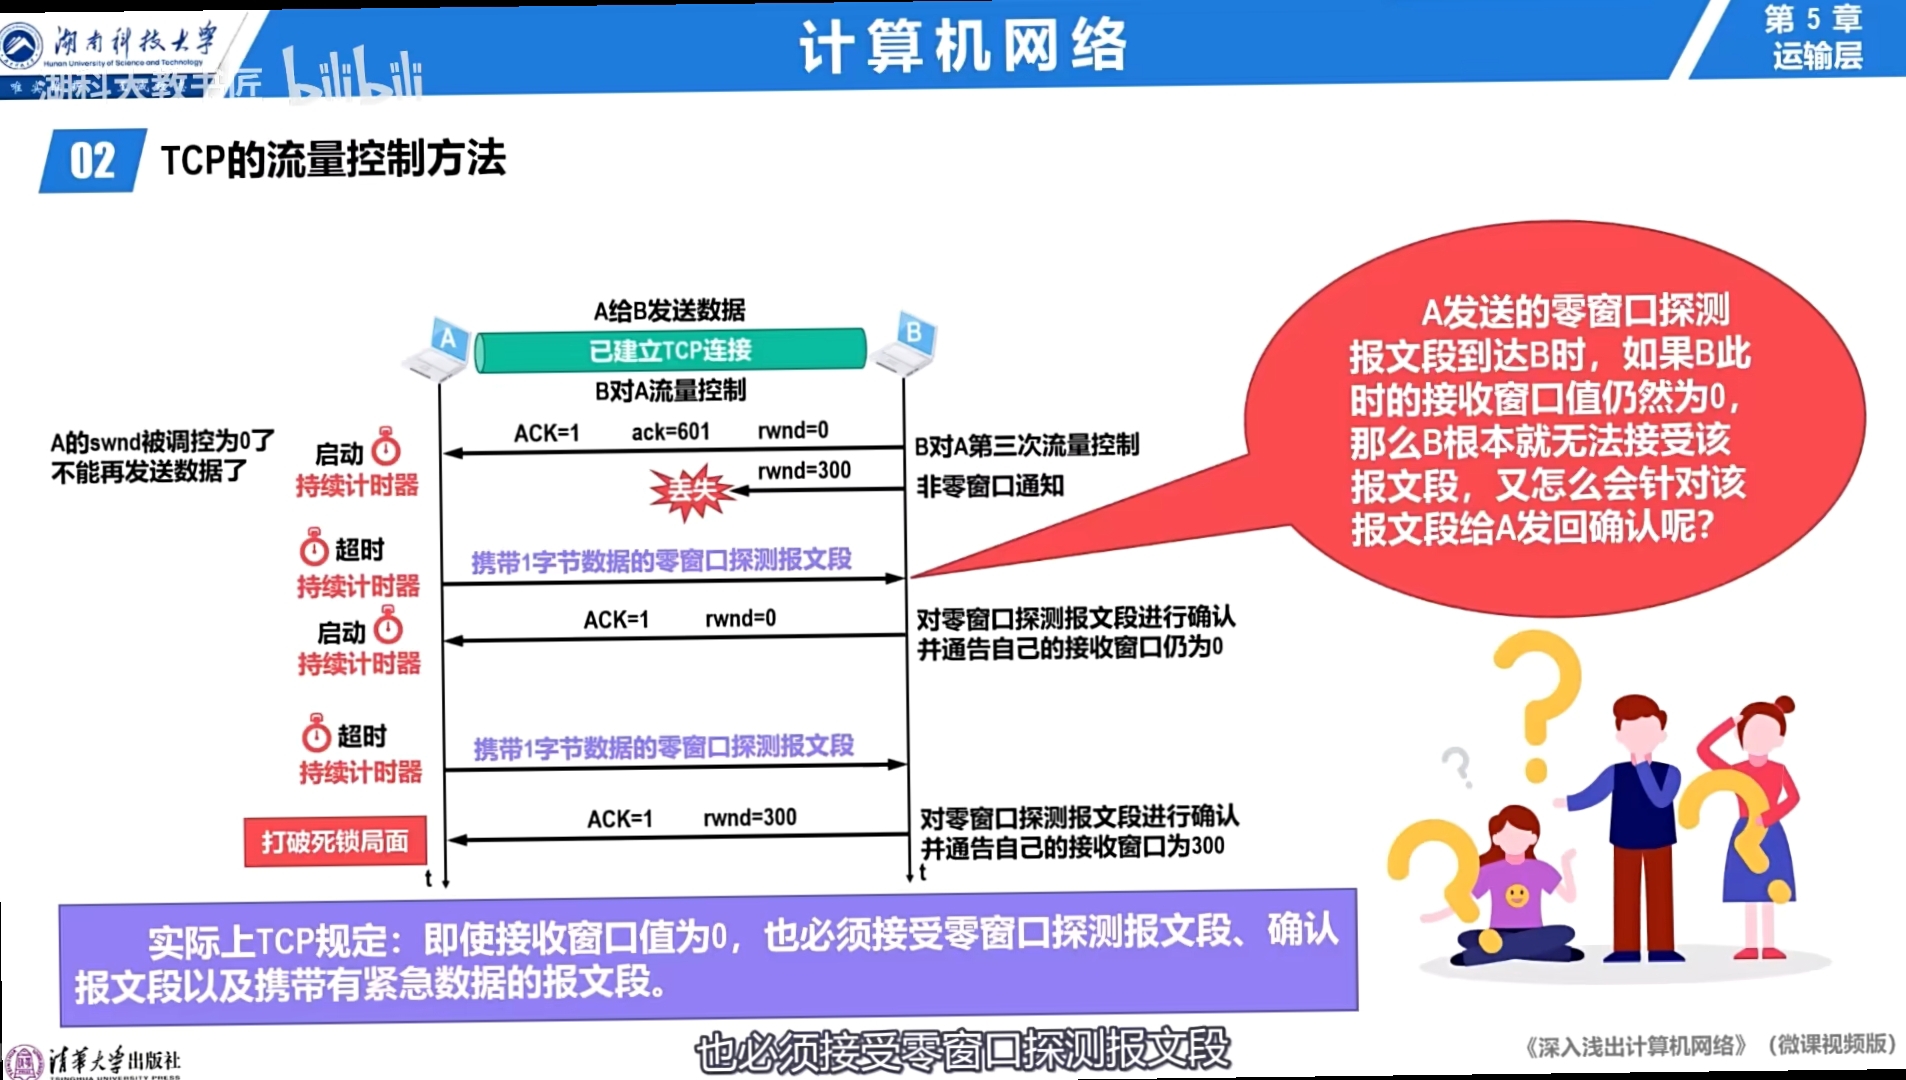 湖南科技大学
Hunan University of Science and Technology
湖科大教书匠 bilibili
计算机网络
第 5 章
运输层
02 TCP的流量控制方法
A给B发送数据
A
已建立TCP连接
B
B对A流量控制
A的swnd被调控为0了
不能再发送数据了
启动
持续计时器
ACK=1 ack=601 rwnd=0
B对A第三次流量控制
丢失
rwnd=300
非零窗口通知
超时
持续计时器
携带1字节数据的零窗口探测报文段
启动
持续计时器
ACK=1 rwnd=0
对零窗口探测报文段进行确认
并通告自己的接收窗口仍为0
超时
持续计时器
携带1字节数据的零窗口探测报文段
打破死锁局面
ACK=1 rwnd=300
对零窗口探测报文段进行确认
并通告自己的接收窗口为300
t
t
A发送的零窗口探测
报文段到达B时，如果B此
时的接收窗口值仍然为0，
那么B根本就无法接受该
报文段，又怎么会针对该
报文段给A发回确认呢？
实际上TCP规定：即使接收窗口值为0，也必须接受零窗口探测报文段、确认
报文段以及携带有紧急数据的报文段。
也必须接受零窗口探测报文段
清华大学出版社
TSINGHUA UNIVERSITY PRESS
《深入浅出计算机网络》（微课视频版）